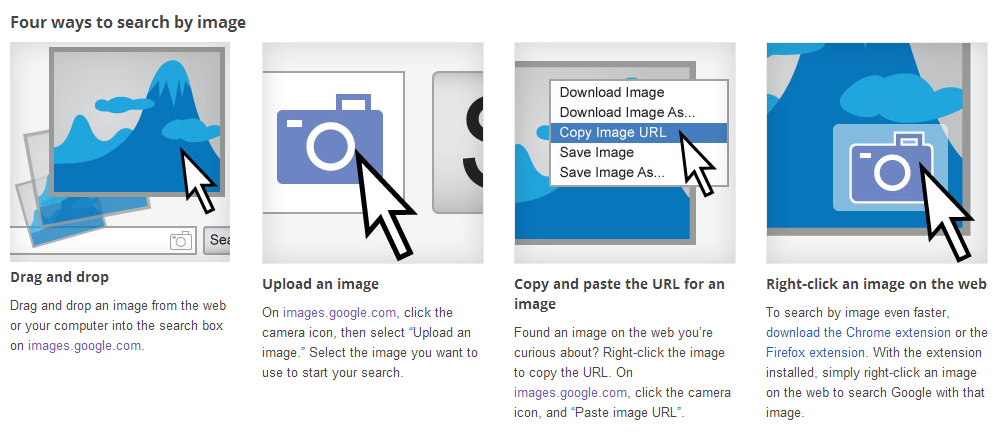 Four ways to search by image
Sea
Drag and drop
Drag and drop an image from the web
or your computer into the search box
on images.google.com.
S
Upload an image
On images.google.com, click the
camera icon, then select “Upload an
image.” Select the image you want to
use to start your search.
Download Image
Download Image As...
Copy Image URL
Save Image
Save Image As...
Copy and paste the URL for an
image
Found an image on the web you’re
curious about? Right-click the image
to copy the URL. On
images.google.com, click the camera
icon, and “Paste image URL”.
Right-click an image on the web
To search by image even faster,
download the Chrome extension or the
Firefox extension. With the extension
installed, simply right-click an image
on the web to search Google with that
image.